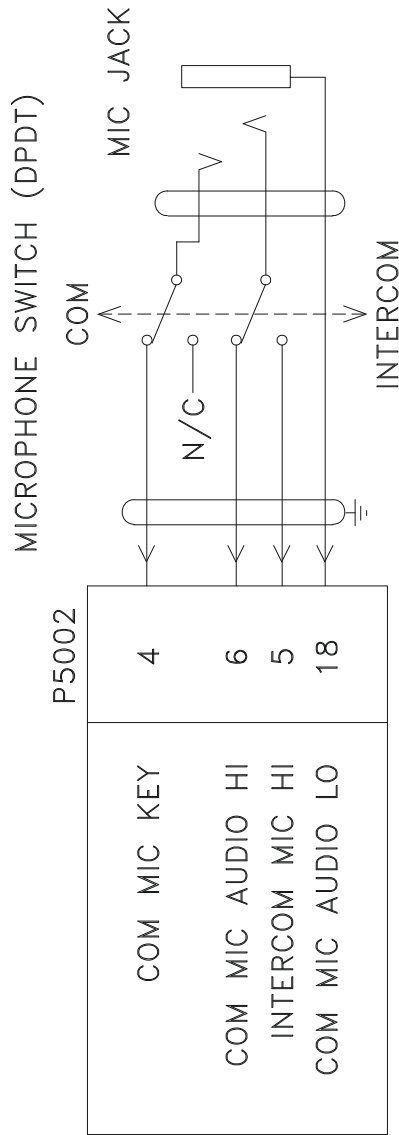 MICROPHONE SWITCH (DPDT)
COM
MIC JACK
N/C
INTERCOM
P5002
COM MIC KEY 4
COM MIC AUDIO HI 6
INTERCOM MIC HI 5
COM MIC AUDIO LO 18